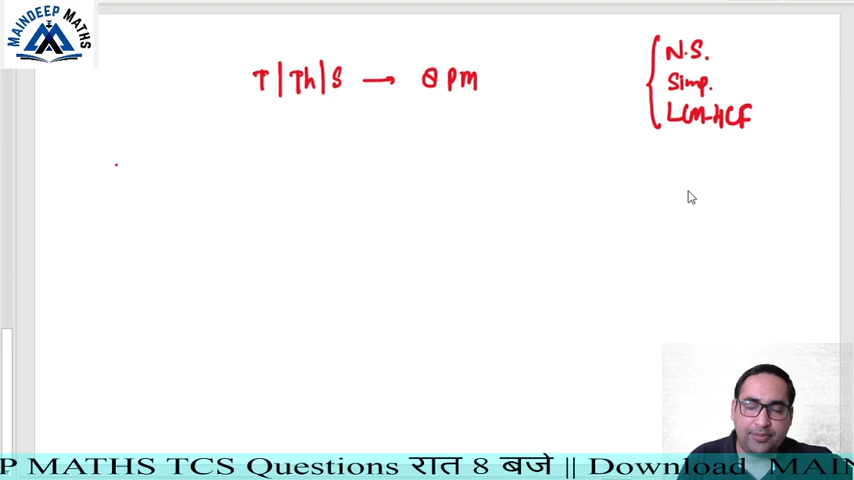 MAINDEEP MATHS
T | Th | S → 8 PM
N.S.
Simp.
LCM-HCF
P MATHS TCS Questions रात 8 बजे || Download MAIN